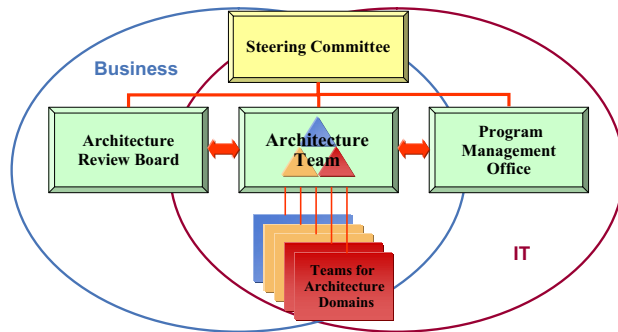 Steering Committee
Business
Architecture
Review Board
Architecture
Team
Program
Management
Office
IT
Teams for
Architecture
Domains